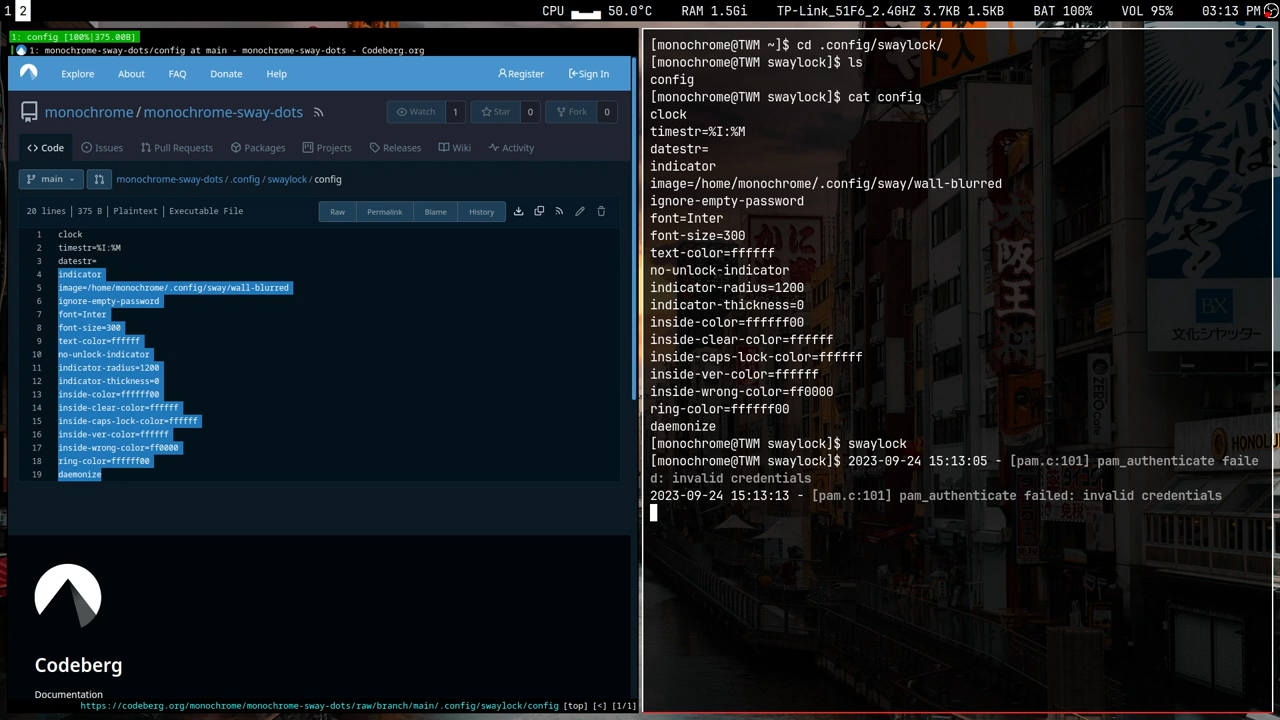 1 2
CPU 50.0°C RAM 1.5Gi TP-Link_51F6_2.4GHZ 3.7KB 1.5KB BAT 100% VOL 95% 03:13 PM
1: config [100%|375.00B]
1: monochrome-sway-dots/config at main - monochrome-sway-dots - Codeberg.org
Explore About FAQ Donate Help Register Sign In
monochrome/monochrome-sway-dots
Watch 1 Star 0 Fork 0
Code Issues Pull Requests Packages Projects Releases Wiki Activity
main
monochrome-sway-dots / .config / swaylock / config
20 lines | 375 B | Plaintext | Executable File
Raw Permalink Blame History
1 clock
2 timestr=%I:%M
3 datestr=
4 indicator
5 image=/home/monochrome/.config/sway/wall-blurred
6 ignore-empty-password
7 font=Inter
8 font-size=300
9 text-color=ffffff
10 no-unlock-indicator
11 indicator-radius=1200
12 indicator-thickness=0
13 inside-color=ffffff00
14 inside-clear-color=ffffff
15 inside-caps-lock-color=ffffff
16 inside-ver-color=ffffff
17 inside-wrong-color=ff0000
18 ring-color=ffffff00
19 daemonize
Codeberg
Documentation
https://codeberg.org/monochrome/monochrome-sway-dots/raw/branch/main/.config/swaylock/config [top] [<] [1/1]
[monochrome@TWM ~]$ cd .config/swaylock/
[monochrome@TWM swaylock]$ ls
config
[monochrome@TWM swaylock]$ cat config
clock
timestr=%I:%M
datestr=
indicator
image=/home/monochrome/.config/sway/wall-blurred
ignore-empty-password
font=Inter
font-size=300
text-color=ffffff
no-unlock-indicator
indicator-radius=1200
indicator-thickness=0
inside-color=ffffff00
inside-clear-color=ffffff
inside-caps-lock-color=ffffff
inside-ver-color=ffffff
inside-wrong-color=ff0000
ring-color=ffffff00
daemonize
[monochrome@TWM swaylock]$ swaylock
[monochrome@TWM swaylock]$ 2023-09-24 15:13:05 - [pam.c:101] pam_authenticate faile
d: invalid credentials
2023-09-24 15:13:13 - [pam.c:101] pam_authenticate failed: invalid credentials
大阪王将
BX
文化シヤッター